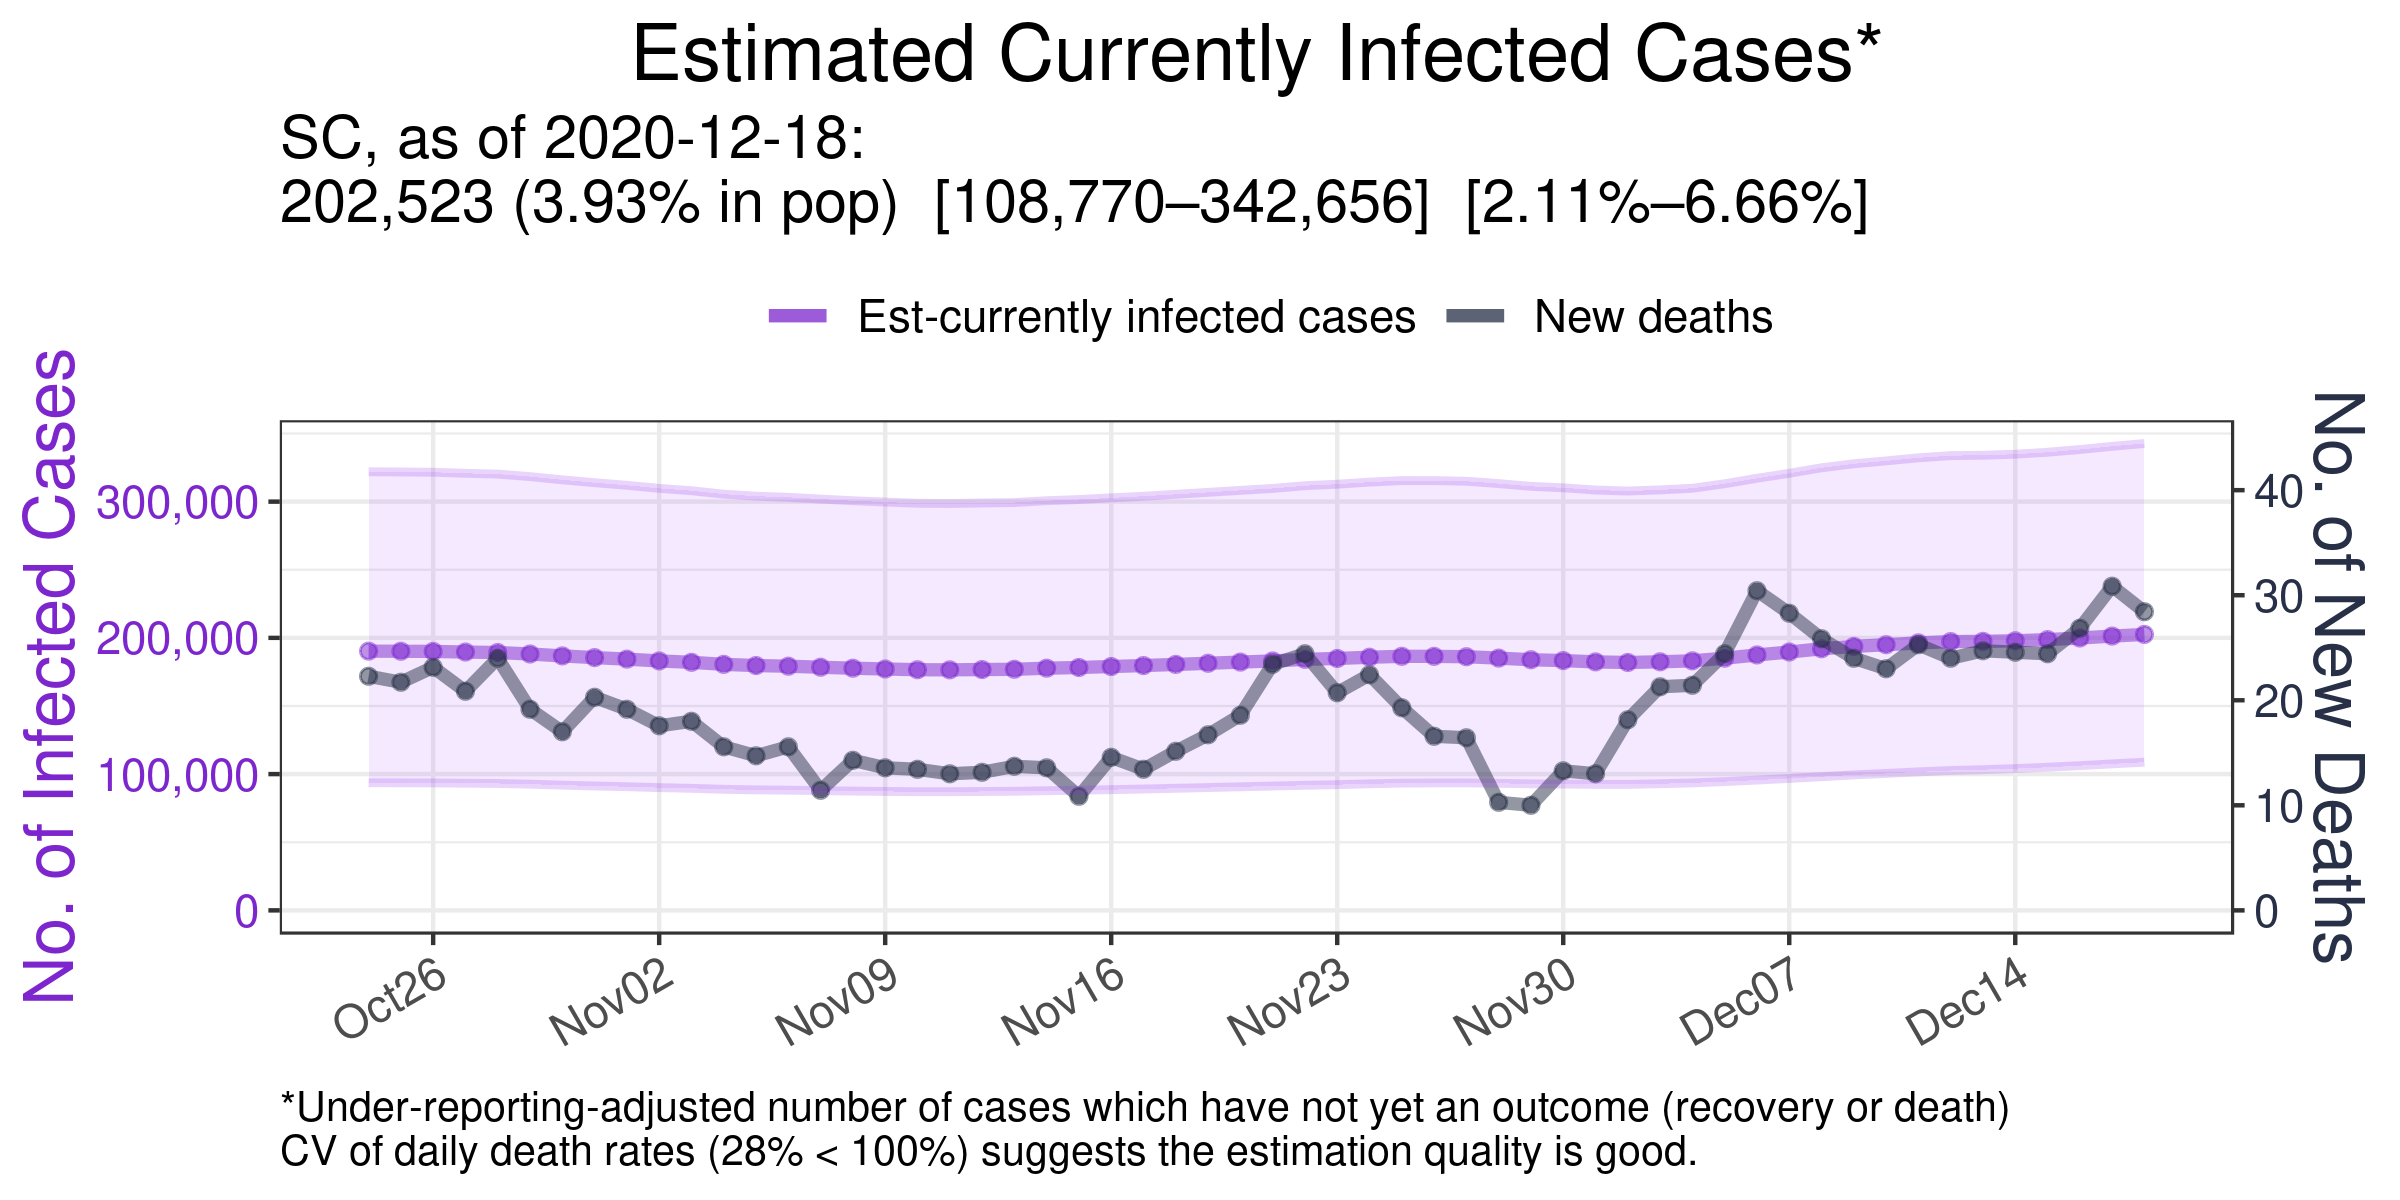 Estimated Currently Infected Cases*
SC, as of 2020-12-18:
202,523 (3.93% in pop)  [108,770–342,656]  [2.11%–6.66%]
Est-currently infected cases
New deaths
No. of Infected Cases
300,000
200,000
100,000
0
No. of New Deaths
40
30
20
10
0
Oct26
Nov02
Nov09
Nov16
Nov23
Nov30
Dec07
Dec14
*Under-reporting-adjusted number of cases which have not yet an outcome (recovery or death)
CV of daily death rates (28% < 100%) suggests the estimation quality is good.